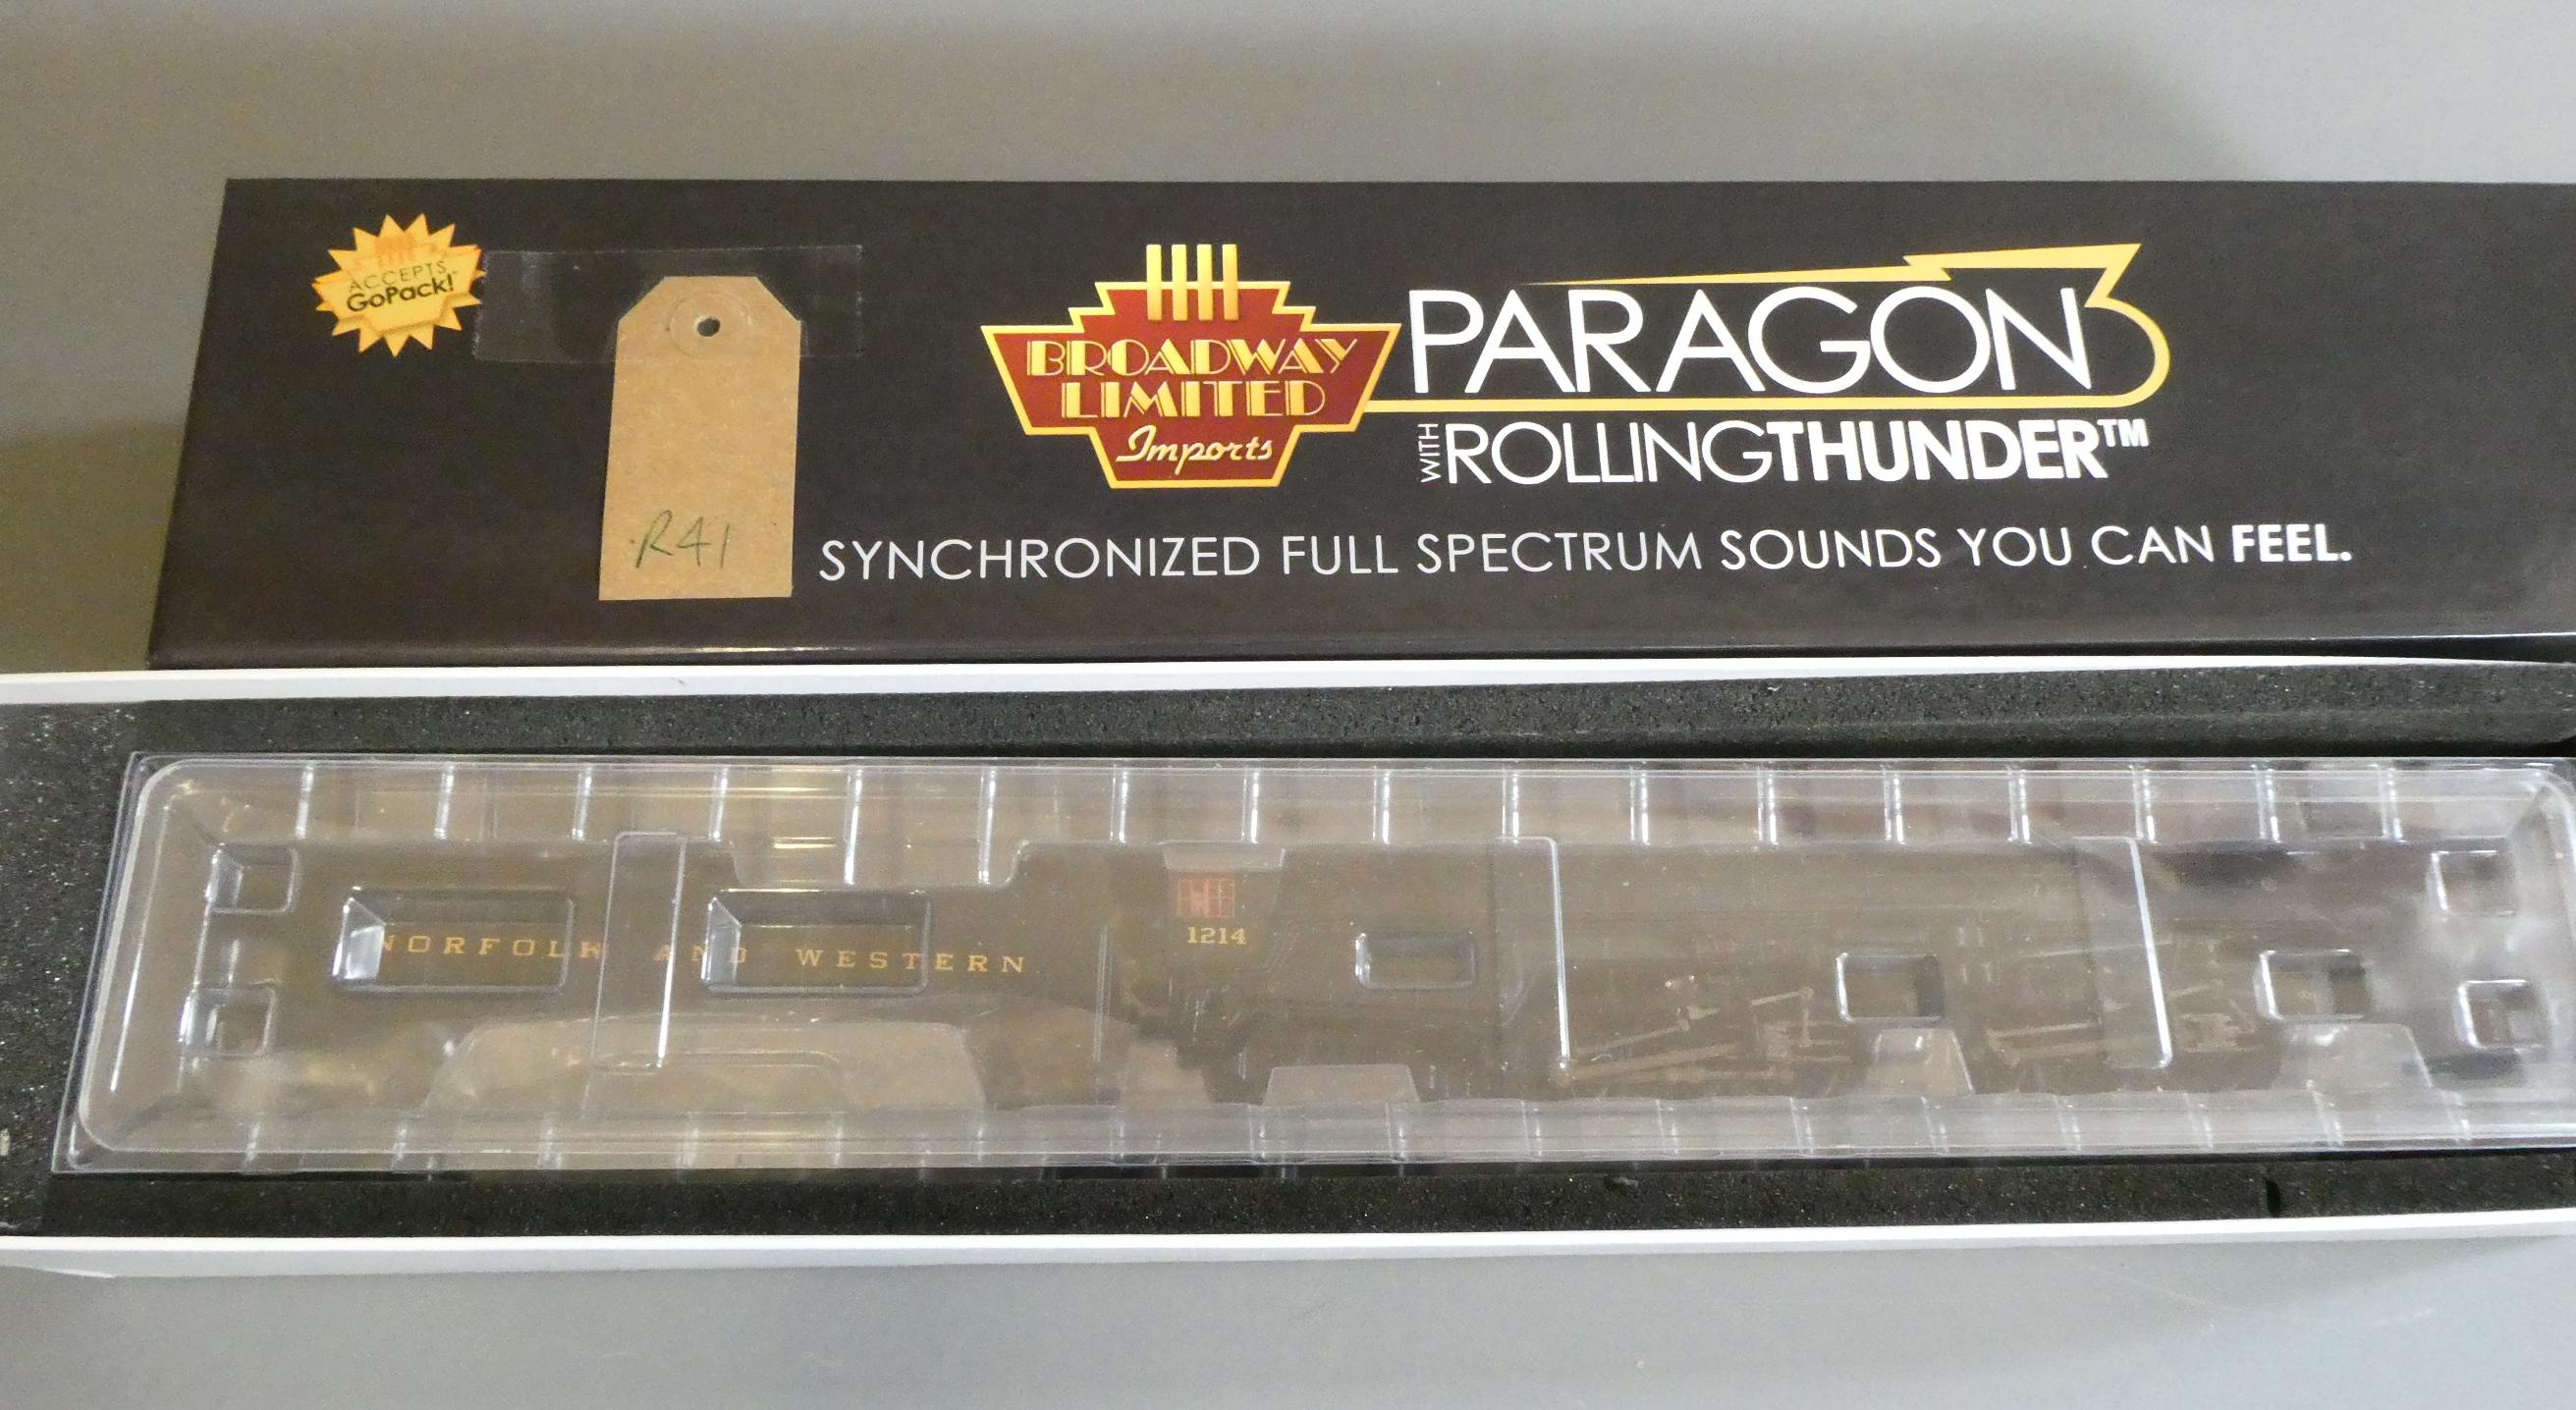 ACCEPTS
GoPack!
R41
BROADWAY
LIMITED
Imports
PARAGON3
WITH ROLLINGTHUNDER™
SYNCHRONIZED FULL SPECTRUM SOUNDS YOU CAN FEEL.
NORFOLK AND WESTERN
1214